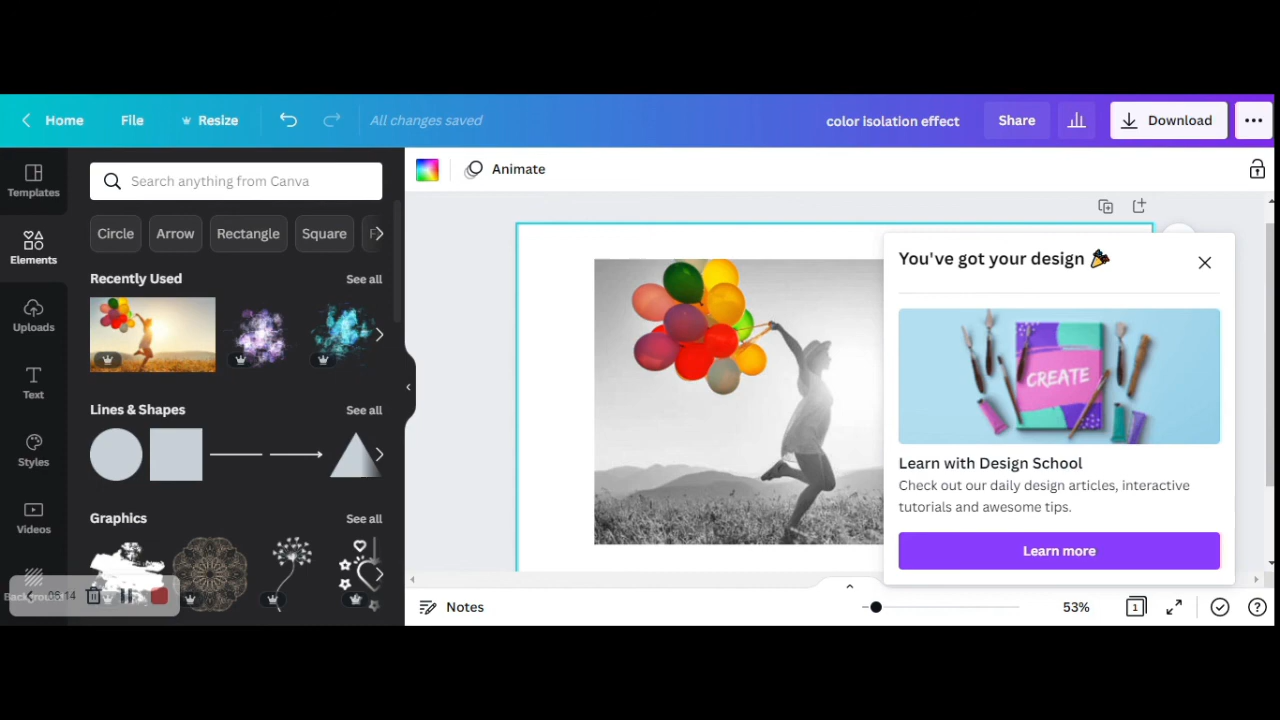 Home File Resize All changes saved color isolation effect Share Download
Templates
Elements
Uploads
Text
Styles
Videos
Search anything from Canva
Circle Arrow Rectangle Square
Recently Used See all
Lines & Shapes See all
Graphics See all
Animate
You've got your design
CREATE
Learn with Design School
Check out our daily design articles, interactive
tutorials and awesome tips.
Learn more
Notes 53% 1